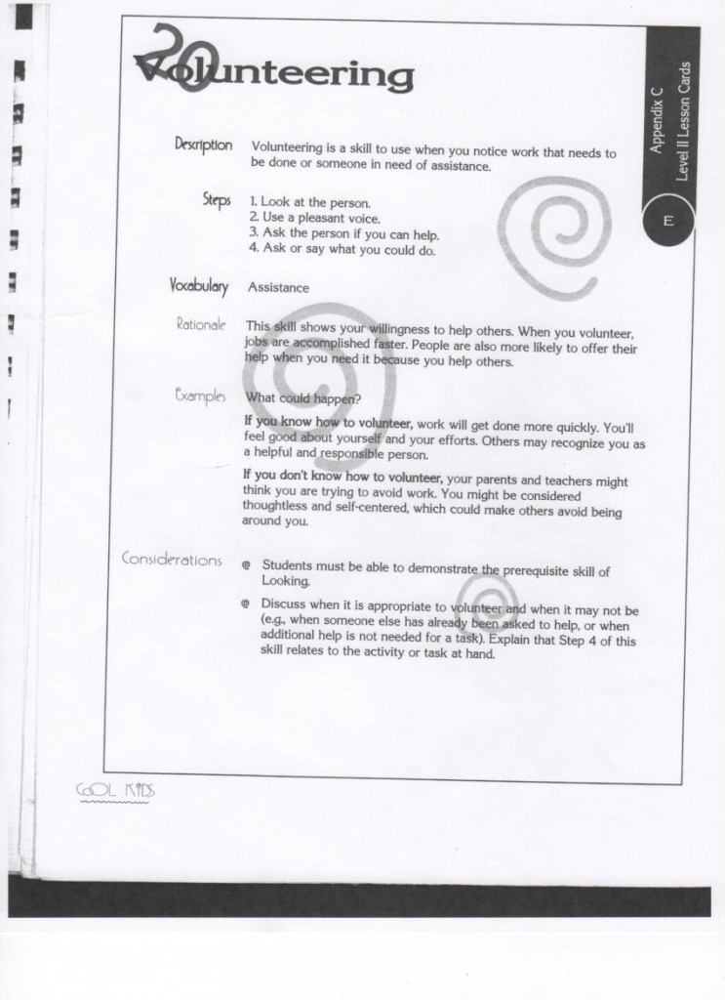 20
Volunteering
Appendix C
Level II Lesson Cards
E
Description Volunteering is a skill to use when you notice work that needs to
be done or someone in need of assistance.
Steps 1. Look at the person.
2. Use a pleasant voice.
3. Ask the person if you can help.
4. Ask or say what you could do.
Vocabulary Assistance
Rationale This skill shows your willingness to help others. When you volunteer,
jobs are accomplished faster. People are also more likely to offer their
help when you need it because you help others.
Examples What could happen?
If you know how to volunteer, work will get done more quickly. You'll
feel good about yourself and your efforts. Others may recognize you as
a helpful and responsible person.
If you don't know how to volunteer, your parents and teachers might
think you are trying to avoid work. You might be considered
thoughtless and self-centered, which could make others avoid being
around you.
Considerations @ Students must be able to demonstrate the prerequisite skill of
Looking.
@ Discuss when it is appropriate to volunteer and when it may not be
(e.g., when someone else has already been asked to help, or when
additional help is not needed for a task). Explain that Step 4 of this
skill relates to the activity or task at hand.
COOL KIDS